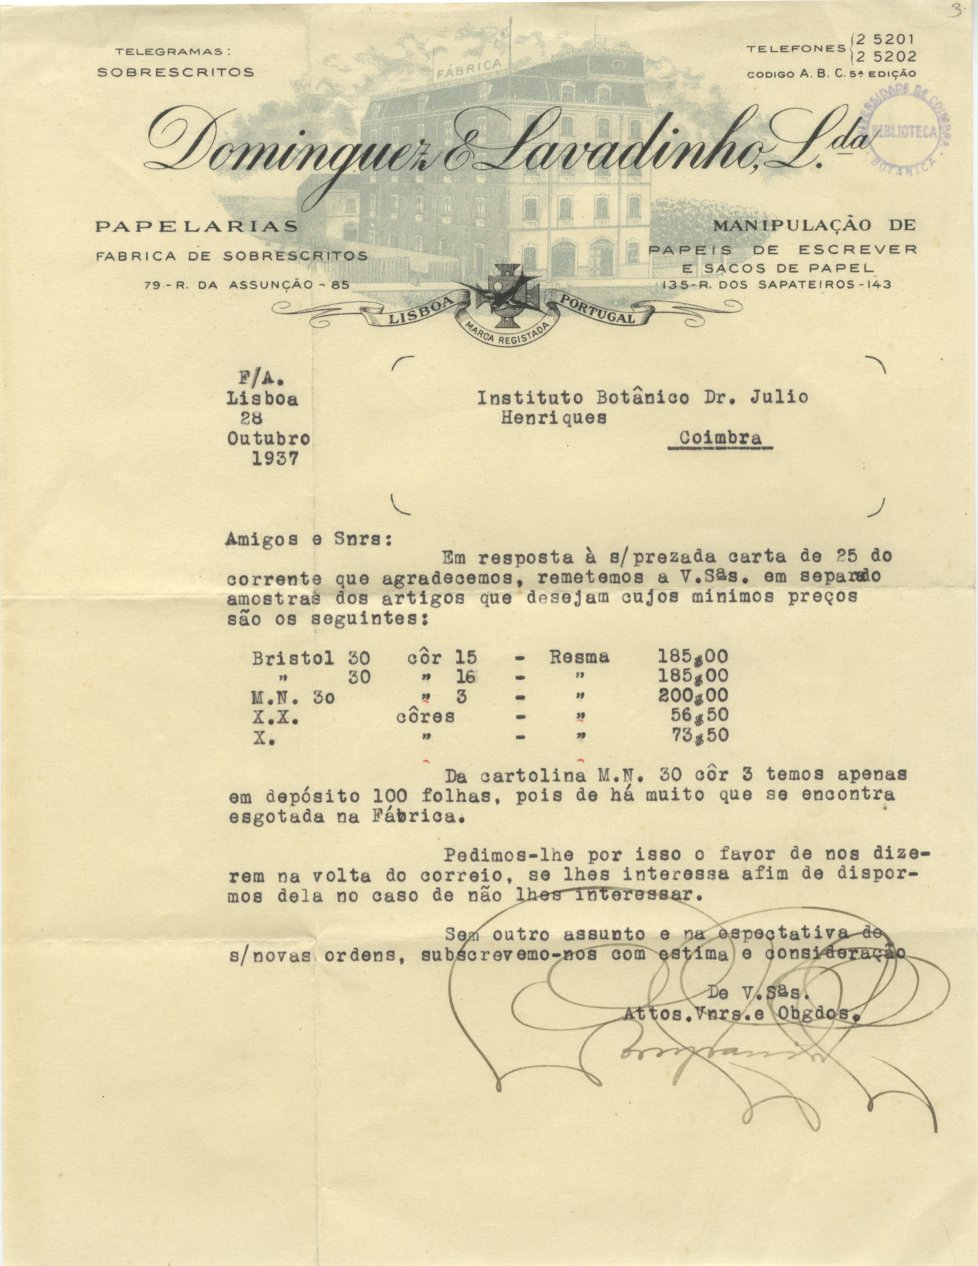 3.
TELEGRAMAS:
SOBRESCRITOS
TELEFONES { 2 5201
2 5202
CODIGO A. B. C. 5ª EDIÇÃO
FÁBRICA
Dominguez & Lavadinho, L.da
UNIVERSIDADE DE COIMBRA
BIBLIOTECA
BOTANICA
PAPELARIAS
FABRICA DE SOBRESCRITOS
79-R. DA ASSUNÇÃO-85
MANIPULAÇÃO DE
PAPEIS DE ESCREVER
E SACOS DE PAPEL
135-R. DOS SAPATEIROS-143
LISBOA PORTUGAL
MARCA REGISTADA
F/A.
Lisboa
28
Outubro
1937
Instituto Botânico Dr. Julio
Henriques
Coimbra
Amigos e Snrs:
Em resposta à s/prezada carta de 25 do
corrente que agradecemos, remetemos a V.Sªs. em separado
amostras dos artigos que desejam cujos minimos preços
são os seguintes:
Bristol 30 côr 15 - Resma 185$00
" 30 " 16 - " 185$00
M.N. 3o " 3 - " 200$00
X.X. côres - " 56$50
X. " - " 73$50
Da cartolina M.N. 30 côr 3 temos apenas
em depósito 100 folhas, pois de há muito que se encontra
esgotada na Fábrica.
Pedimos-lhe por isso o favor de nos dize-
rem na volta do correio, se lhes interessa afim de dispor-
mos dela no caso de não lhes interessar.
Sem outro assunto e na espectativa de
s/novas ordens, subscrevemo-nos com estima e consideração
De V.Sªs.
Attos.Vnrs.e Obgdos.